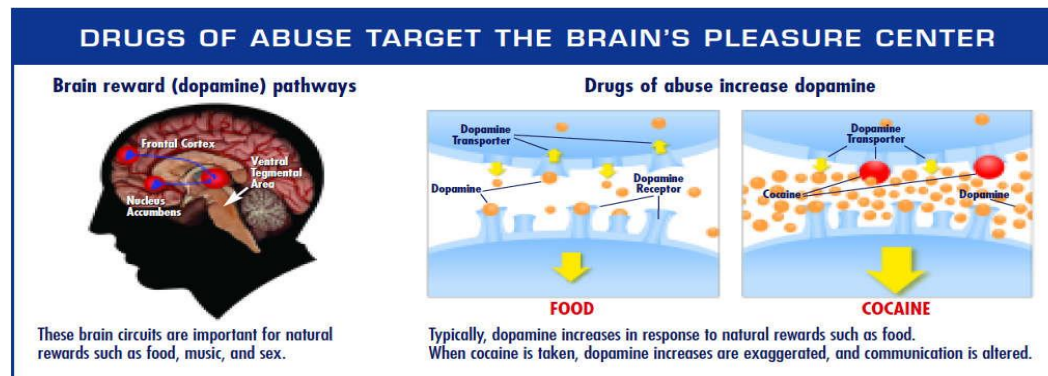 DRUGS OF ABUSE TARGET THE BRAIN'S PLEASURE CENTER
Brain reward (dopamine) pathways
Frontal Cortex
Ventral
Tegmental
Area
Nucleus
Accumbens
These brain circuits are important for natural
rewards such as food, music, and sex.
Drugs of abuse increase dopamine
Dopamine
Transporter
Dopamine
Dopamine
Receptor
FOOD
Dopamine
Transporter
Cocaine
Dopamine
COCAINE
Typically, dopamine increases in response to natural rewards such as food.
When cocaine is taken, dopamine increases are exaggerated, and communication is altered.